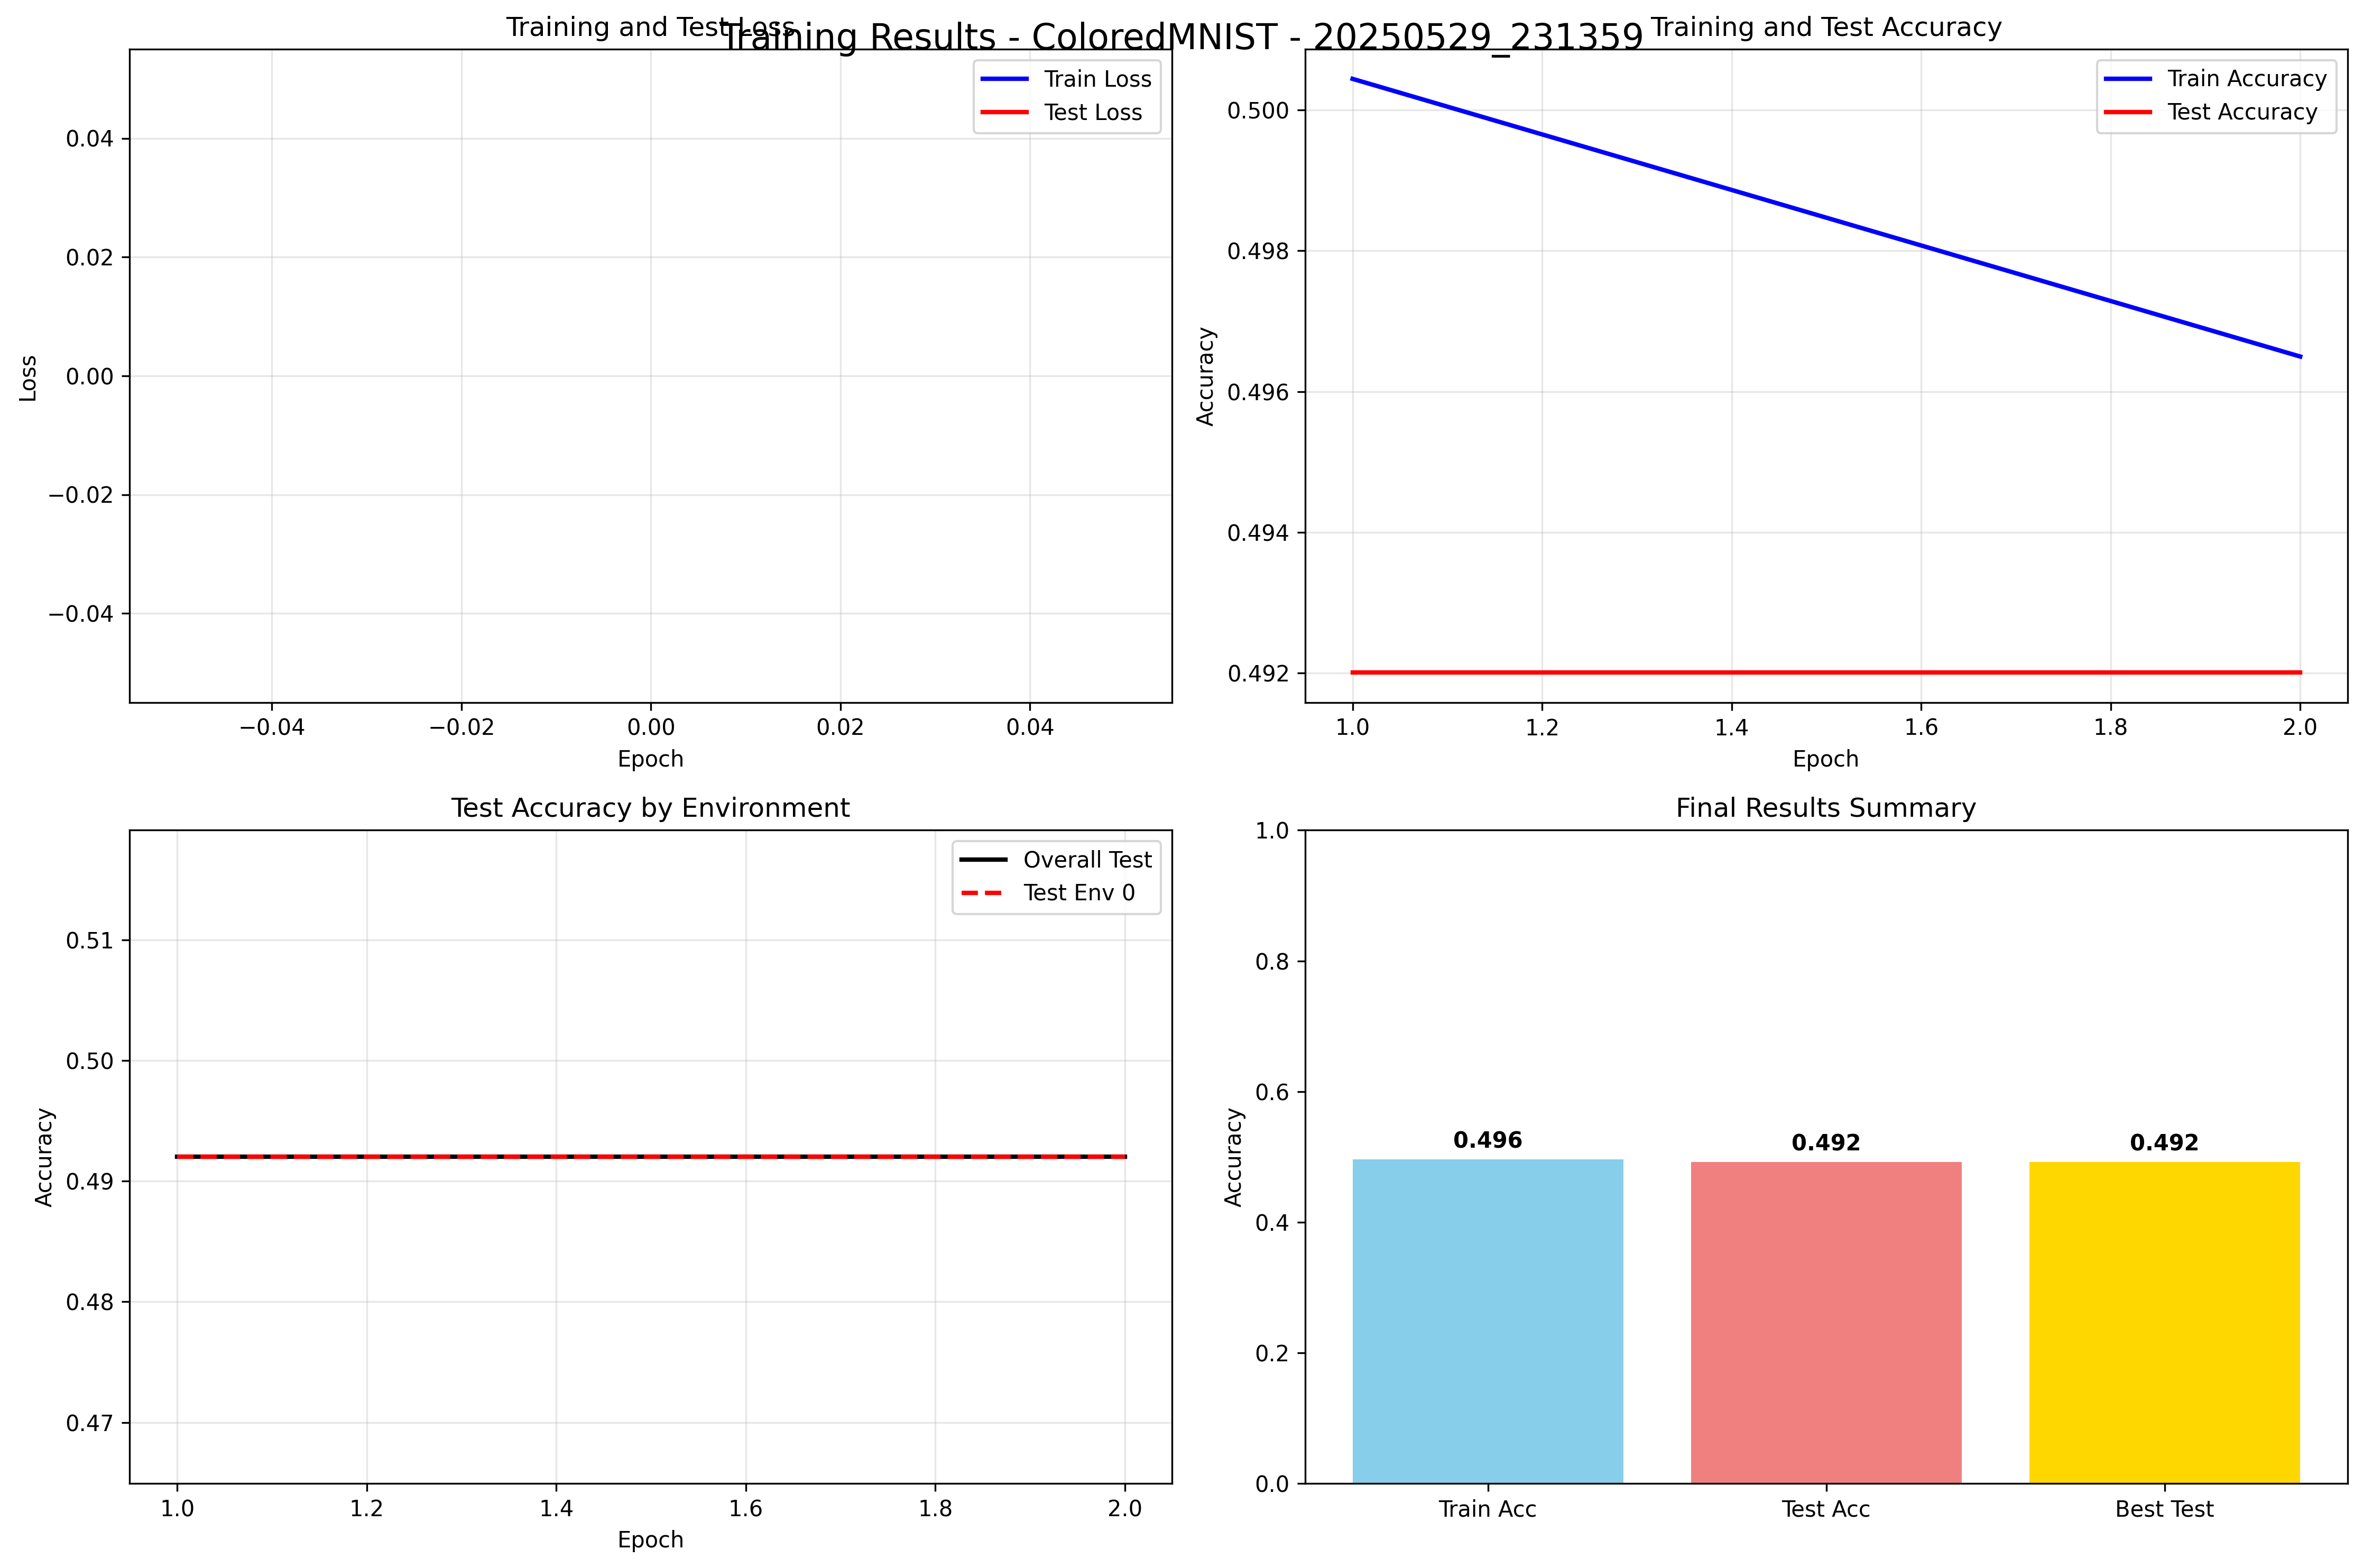 Training Results - ColoredMNIST - 20250529_231359
Training and Test Loss
Train Loss
Test Loss
Loss
0.04
0.02
0.00
−0.02
−0.04
−0.04 −0.02 0.00 0.02 0.04
Epoch
Training and Test Accuracy
Train Accuracy
Test Accuracy
Accuracy
0.500
0.498
0.496
0.494
0.492
1.0 1.2 1.4 1.6 1.8 2.0
Epoch
Test Accuracy by Environment
Overall Test
Test Env 0
Accuracy
0.51
0.50
0.49
0.48
0.47
1.0 1.2 1.4 1.6 1.8 2.0
Epoch
Final Results Summary
Accuracy
1.0
0.8
0.6
0.4
0.2
0.0
0.496 0.492 0.492
Train Acc Test Acc Best Test